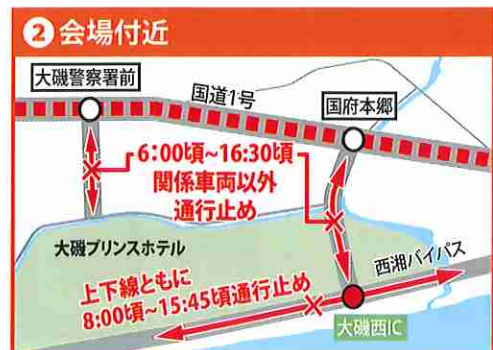 ❷会場付近
大磯警察署前
国道1号
国府本郷
6:00頃~16:30頃
関係車両以外
通行止め
大磯プリンスホテル
西湘バイパス
上下線ともに
8:00頃~15:45頃通行止め
大磯西IC